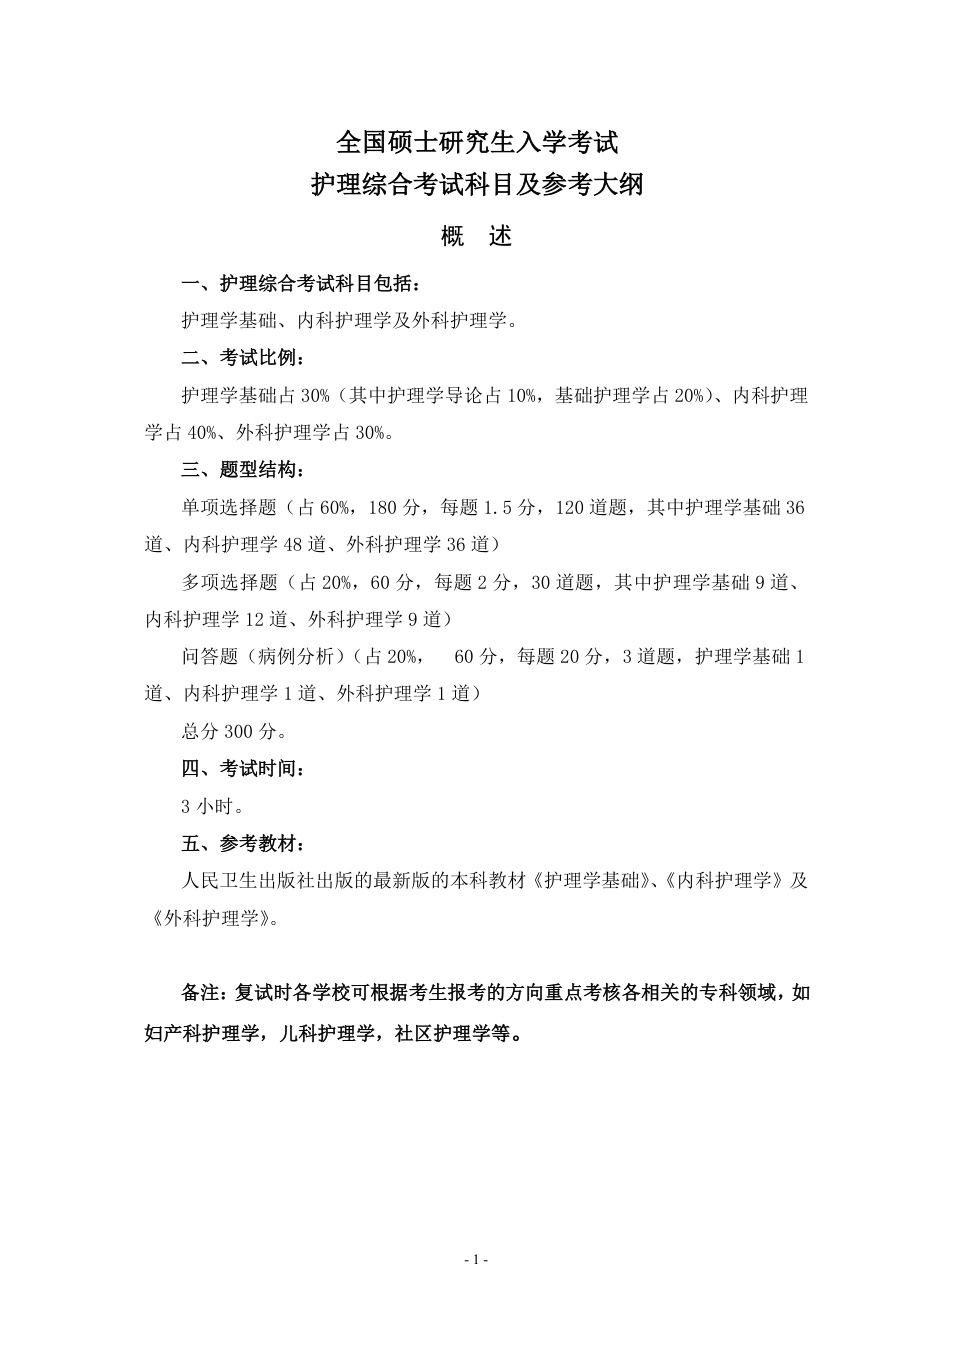 全国硕士研究生入学考试
护理综合考试科目及参考大纲
概 述
一、护理综合考试科目包括：
护理学基础、内科护理学及外科护理学。
二、考试比例：
护理学基础占 30%（其中护理学导论占 10%，基础护理学占 20%）、内科护理
学占 40%、外科护理学占 30%。
三、题型结构：
单项选择题（占 60%，180 分，每题 1.5 分，120 道题，其中护理学基础 36
道、内科护理学 48 道、外科护理学 36 道）
多项选择题（占 20%，60 分，每题 2 分，30 道题，其中护理学基础 9 道、
内科护理学 12 道、外科护理学 9 道）
问答题（病例分析）（占 20%， 60 分，每题 20 分，3 道题，护理学基础 1
道、内科护理学 1 道、外科护理学 1 道）
总分 300 分。
四、考试时间：
3 小时。
五、参考教材：
人民卫生出版社出版的最新版的本科教材《护理学基础》、《内科护理学》及
《外科护理学》。
备注：复试时各学校可根据考生报考的方向重点考核各相关的专科领域，如
妇产科护理学，儿科护理学，社区护理学等。
- 1 -